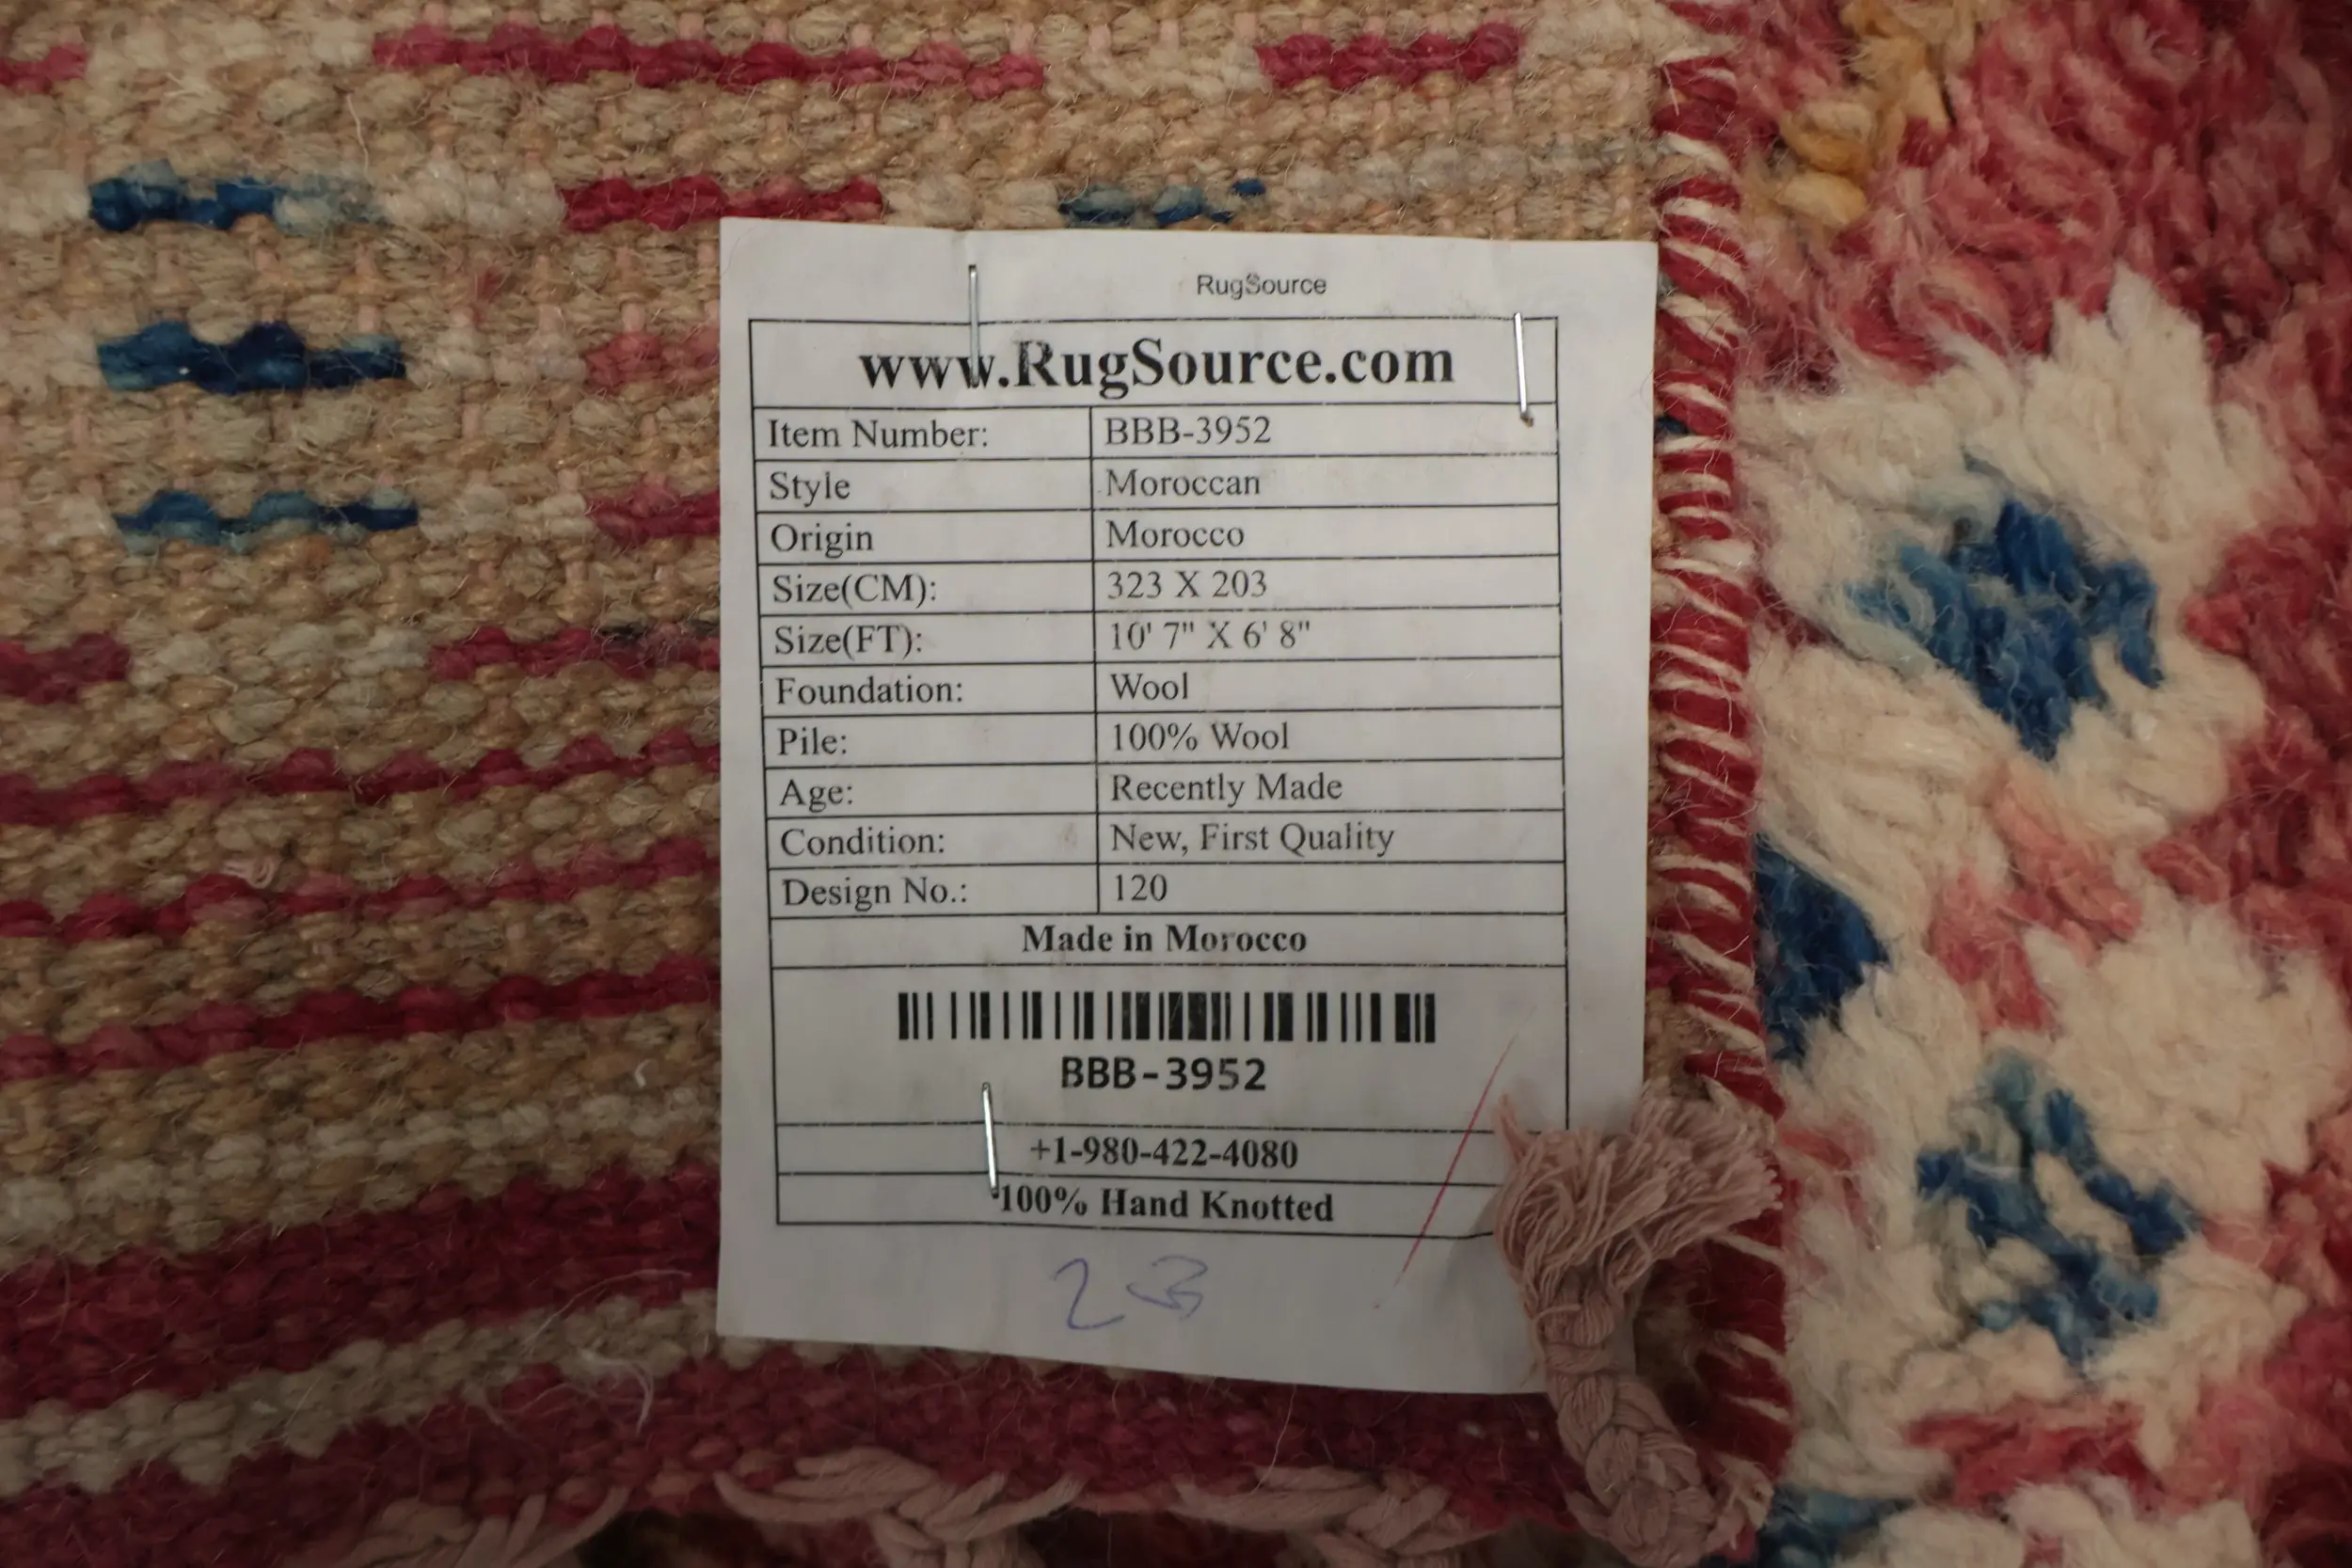 RugSource
www.RugSource.com
Item Number: BBB-3952
Style Moroccan
Origin Morocco
Size(CM): 323 X 203
Size(FT): 10' 7" X 6' 8"
Foundation: Wool
Pile: 100% Wool
Age: Recently Made
Condition: New, First Quality
Design No.: 120
Made in Morocco
BBB-3952
+1-980-422-4080
100% Hand Knotted